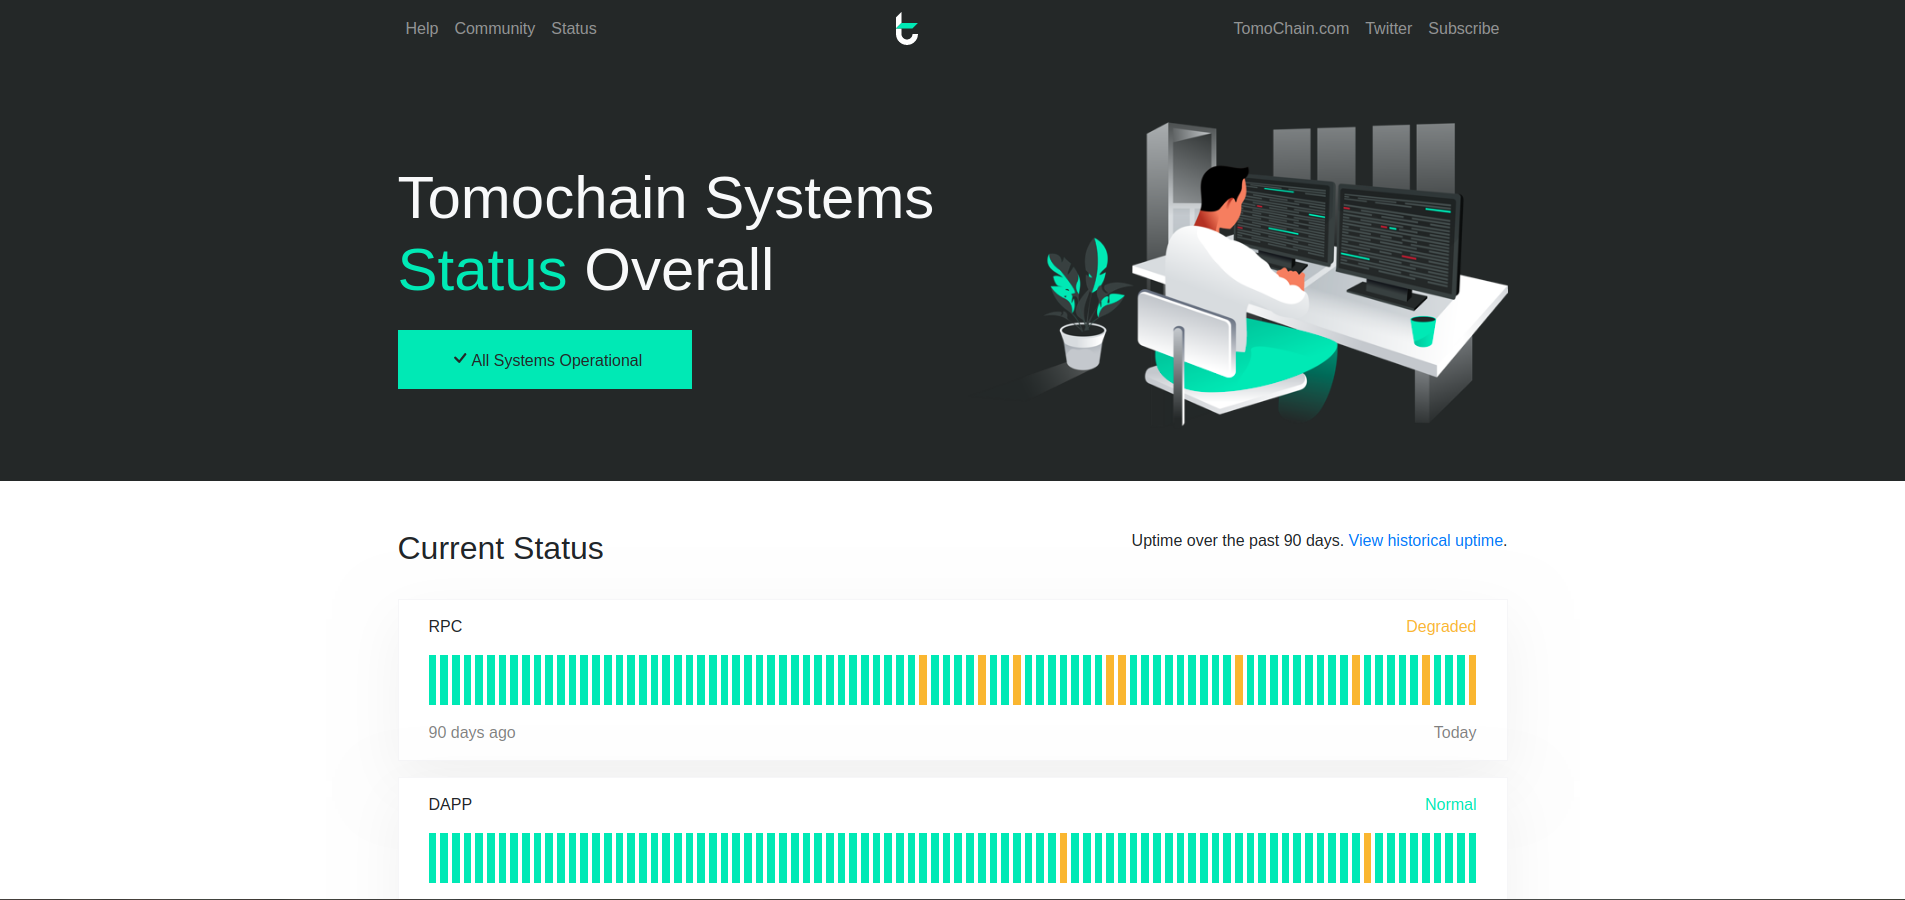 Help Community Status TomoChain.com Twitter Subscribe
Tomochain Systems
Status Overall
All Systems Operational
Current Status
Uptime over the past 90 days. View historical uptime.
RPC Degraded
90 days ago Today
DAPP Normal